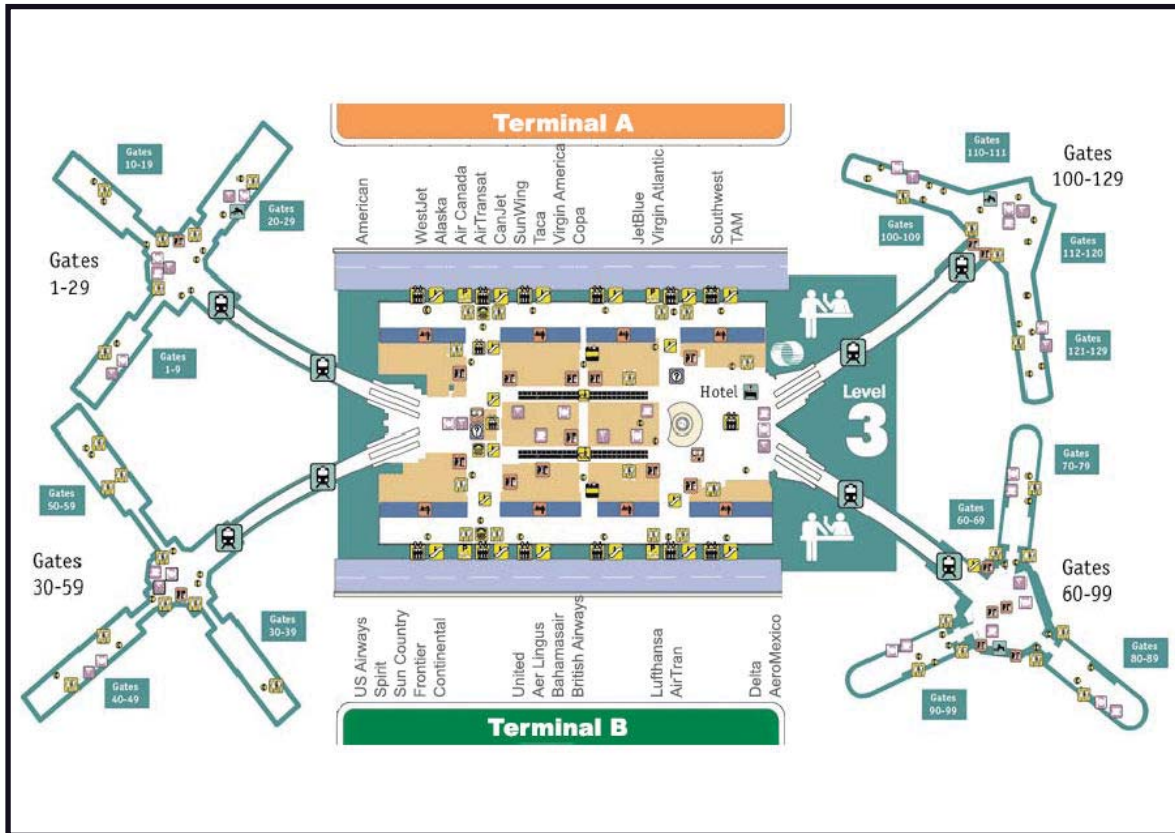 Terminal A
American
WestJet
Alaska
Air Canada
AirTransat
CanJet
SunWing
Taca
Virgin America
Copa
JetBlue
Virgin Atlantic
Southwest
TAM
Gates
10-19
Gates
20-29
Gates
1-29
Gates
1-9
Gates
110-111
Gates
100-129
Gates
100-109
Gates
112-120
Gates
121-129
Hotel
Level
3
Gates
50-59
Gates
30-59
Gates
30-39
Gates
40-49
Gates
70-79
Gates
60-69
Gates
60-99
Gates
80-89
Gates
90-99
US Airways
Spirit
Sun Country
Frontier
Continental
United
Aer Lingus
Bahamasair
British Airways
Lufthansa
AirTran
Delta
AeroMexico
Terminal B